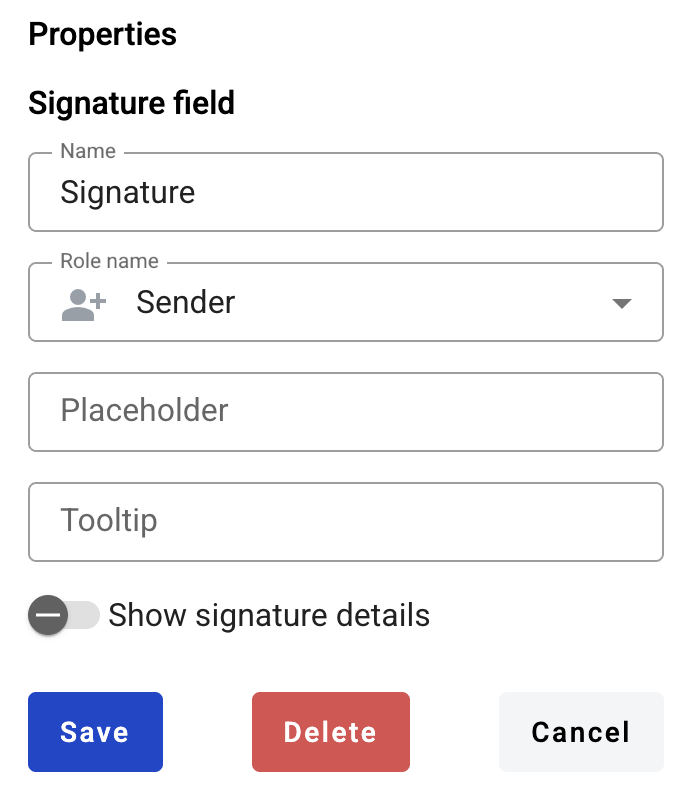 Properties
Signature field
Name
Signature
Role name
Sender
Placeholder
Tooltip
Show signature details
Save Delete Cancel